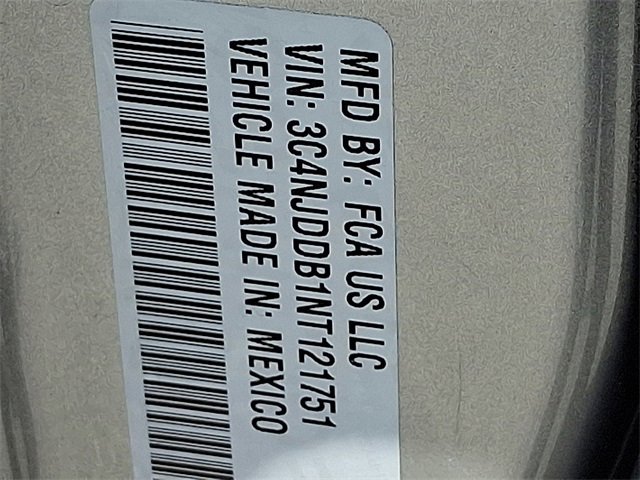 MFD BY: FCA US LLC
VIN: 3C4NJDDB1NT121751
VEHICLE MADE IN: MEXICO